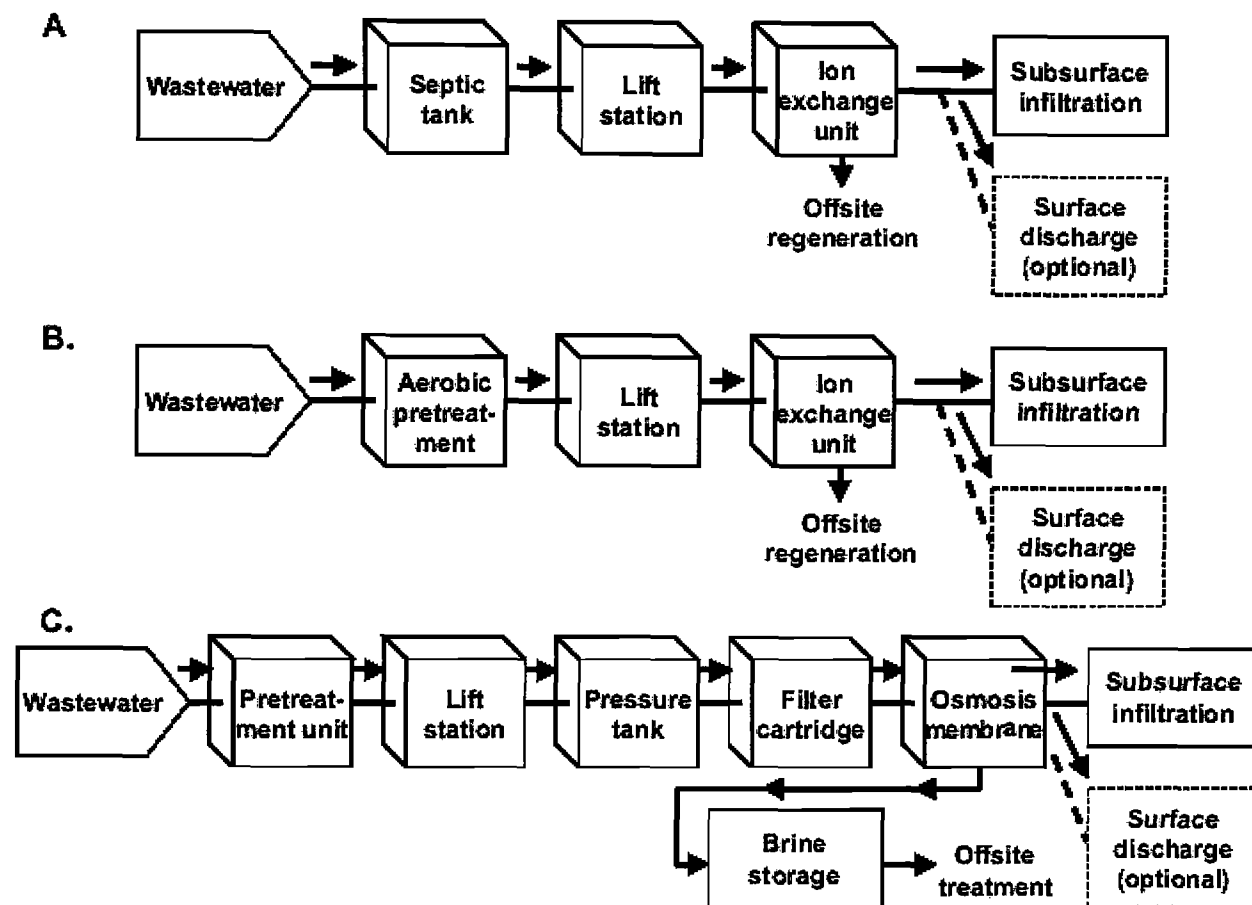 A
Wastewater
Septic
tank
Lift
station
Ion
exchange
unit
Subsurface
infiltration
Offsite
regeneration
Surface
discharge
(optional)
B.
Wastewater
Aerobic
pretreat-
ment
Lift
station
Ion
exchange
unit
Subsurface
infiltration
Offsite
regeneration
Surface
discharge
(optional)
C.
Wastewater
Pretreat-
ment unit
Lift
station
Pressure
tank
Filter
cartridge
Osmosis
membrane
Subsurface
infiltration
Brine
storage
Offsite
treatment
Surface
discharge
(optional)